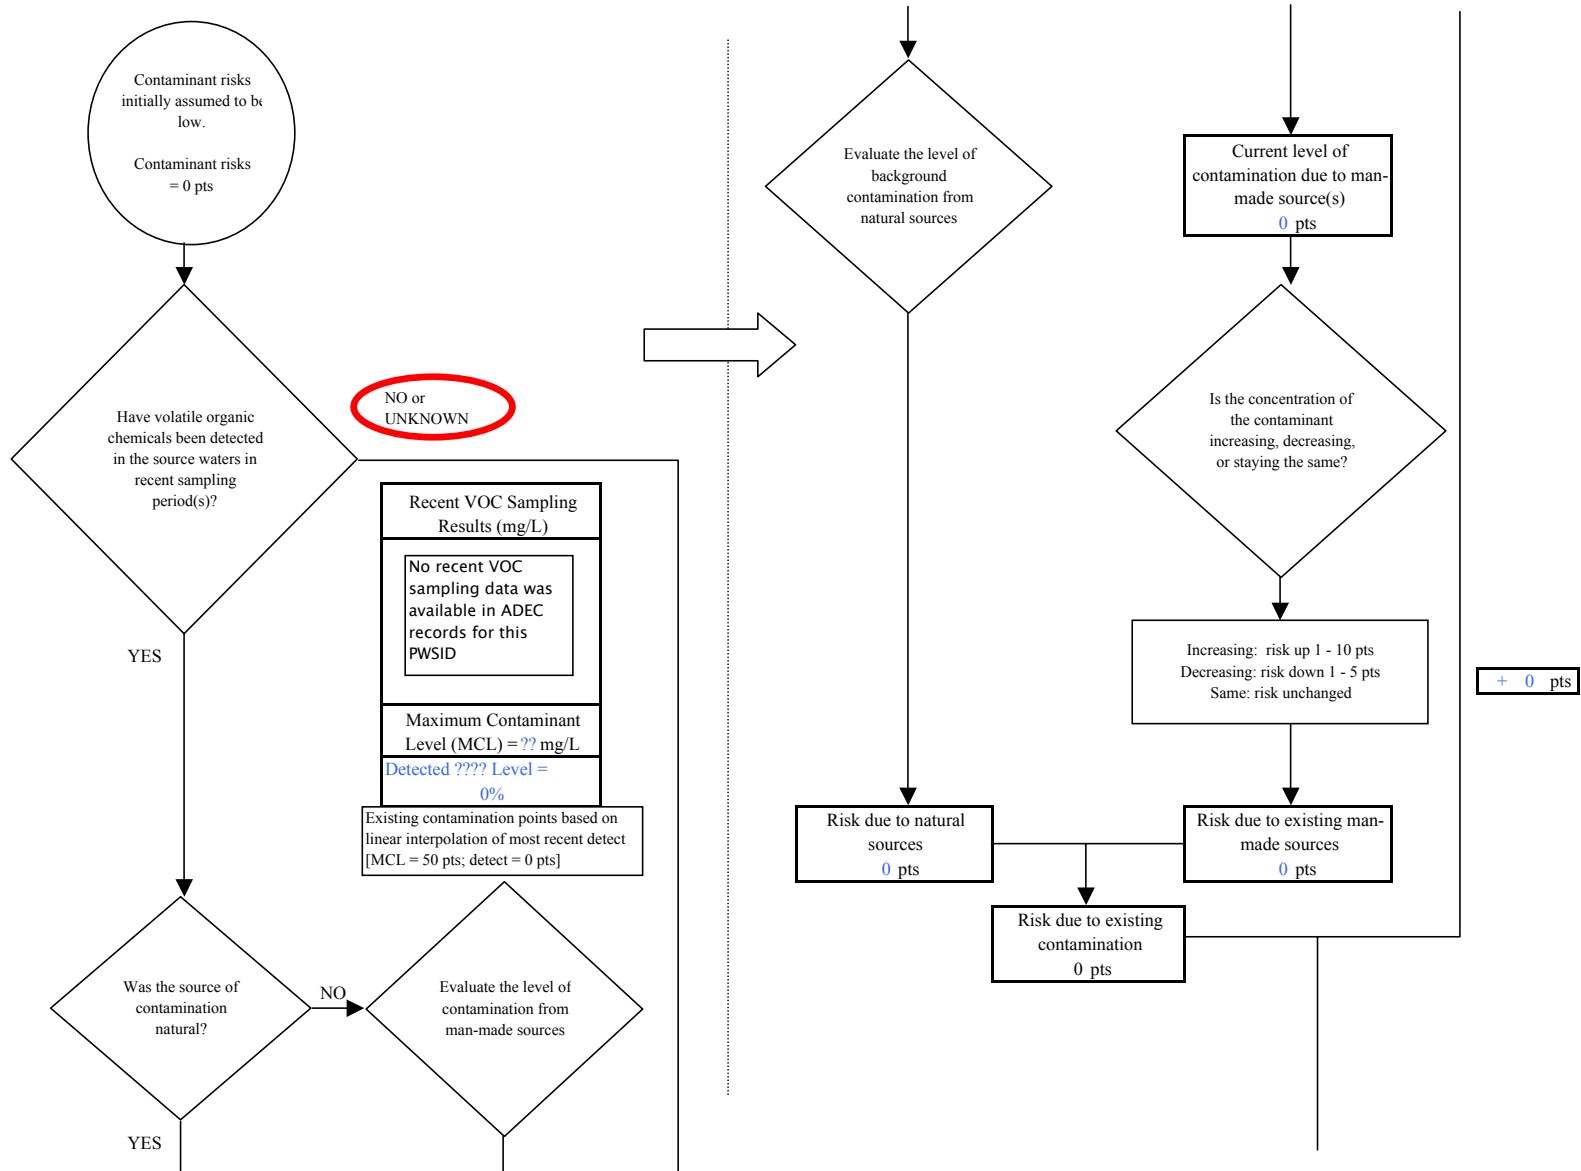 Contaminant risks
initially assumed to be
low.
Contaminant risks
= 0 pts
Have volatile organic
chemicals been detected
in the source waters in
recent sampling
period(s)?
NO or
UNKNOWN
YES
Recent VOC Sampling
Results (mg/L)
No recent VOC
sampling data was
available in ADEC
records for this
PWSID
Maximum Contaminant
Level (MCL) = ?? mg/L
Detected ???? Level =
0%
Existing contamination points based on
linear interpolation of most recent detect
[MCL = 50 pts; detect = 0 pts]
Was the source of
contamination
natural?
NO
Evaluate the level of
contamination from
man-made sources
YES
Evaluate the level of
background
contamination from
natural sources
Current level of
contamination due to man-
made source(s)
0 pts
Is the concentration of
the contaminant
increasing, decreasing,
or staying the same?
Increasing: risk up 1 - 10 pts
Decreasing: risk down 1 - 5 pts
Same: risk unchanged
+ 0 pts
Risk due to natural
sources
0 pts
Risk due to existing man-
made sources
0 pts
Risk due to existing
contamination
0 pts